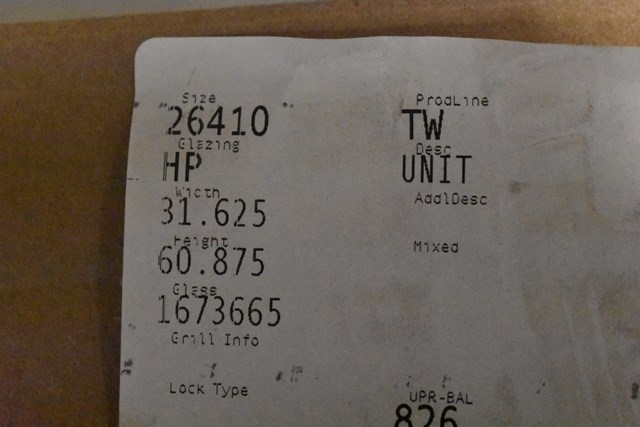 Size ProdLine
26410 TW
Glazing Desc
HP UNIT
Width AddlDesc
31.625
Height Mixed
60.875
Glass
1673665
Grill Info
Lock Type UPR-BAL
826